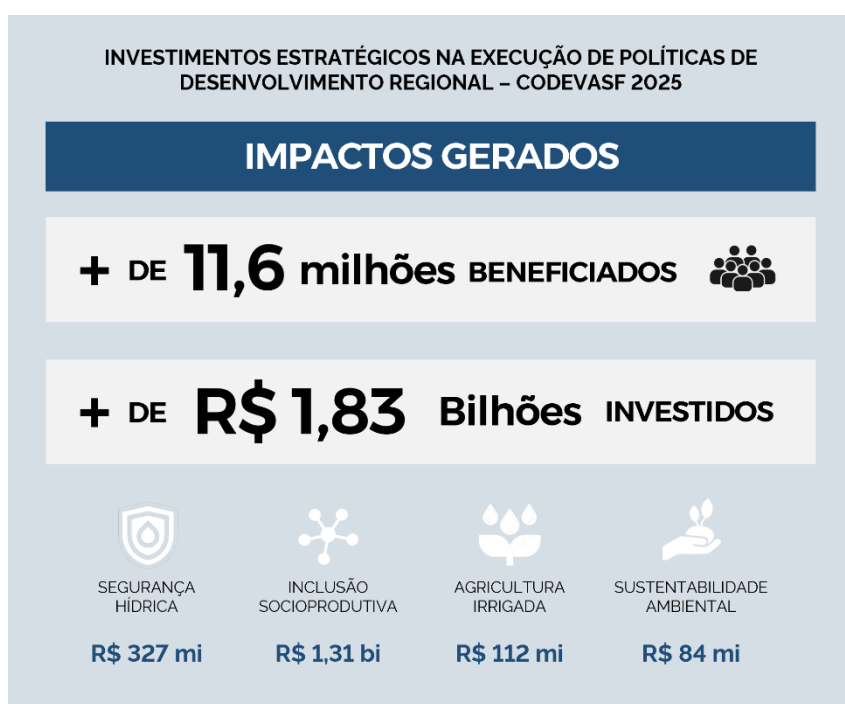 INVESTIMENTOS ESTRATÉGICOS NA EXECUÇÃO DE POLÍTICAS DE
DESENVOLVIMENTO REGIONAL – CODEVASF 2025
IMPACTOS GERADOS
+ DE 11,6 milhões BENEFICIADOS
+ DE R$ 1,83 Bilhões INVESTIDOS
SEGURANÇA
HÍDRICA
R$ 327 mi
INCLUSÃO
SOCIOPRODUTIVA
R$ 1,31 bi
AGRICULTURA
IRRIGADA
R$ 112 mi
SUSTENTABILIDADE
AMBIENTAL
R$ 84 mi